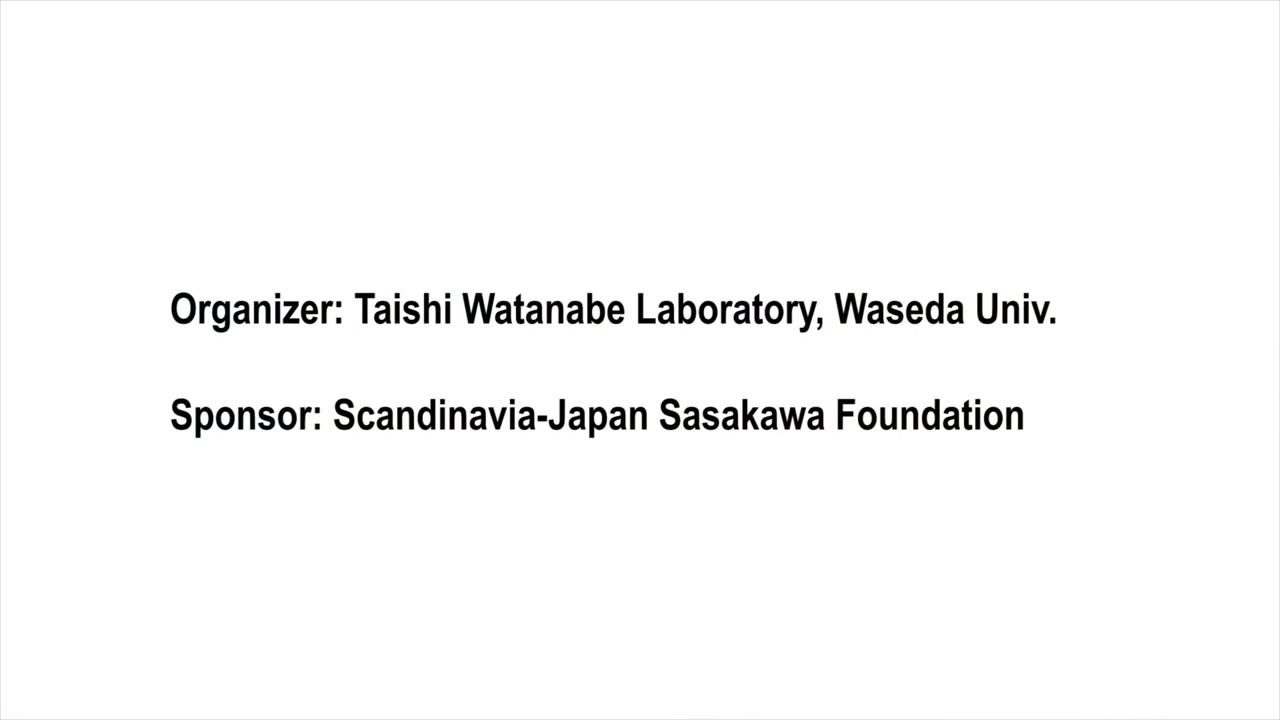 Organizer: Taishi Watanabe Laboratory, Waseda Univ.
Sponsor: Scandinavia-Japan Sasakawa Foundation